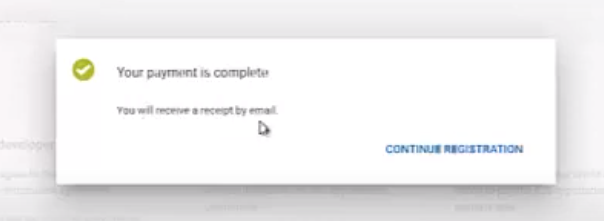 Your payment is complete
You will receive a receipt by email.
CONTINUE REGISTRATION